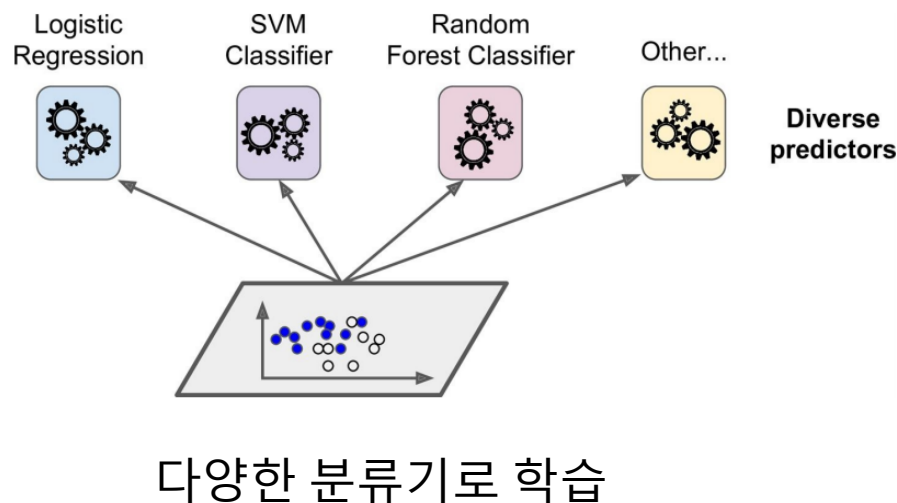 Logistic
Regression
SVM
Classifier
Random
Forest Classifier
Other...
Diverse
predictors
다양한 분류기로 학습